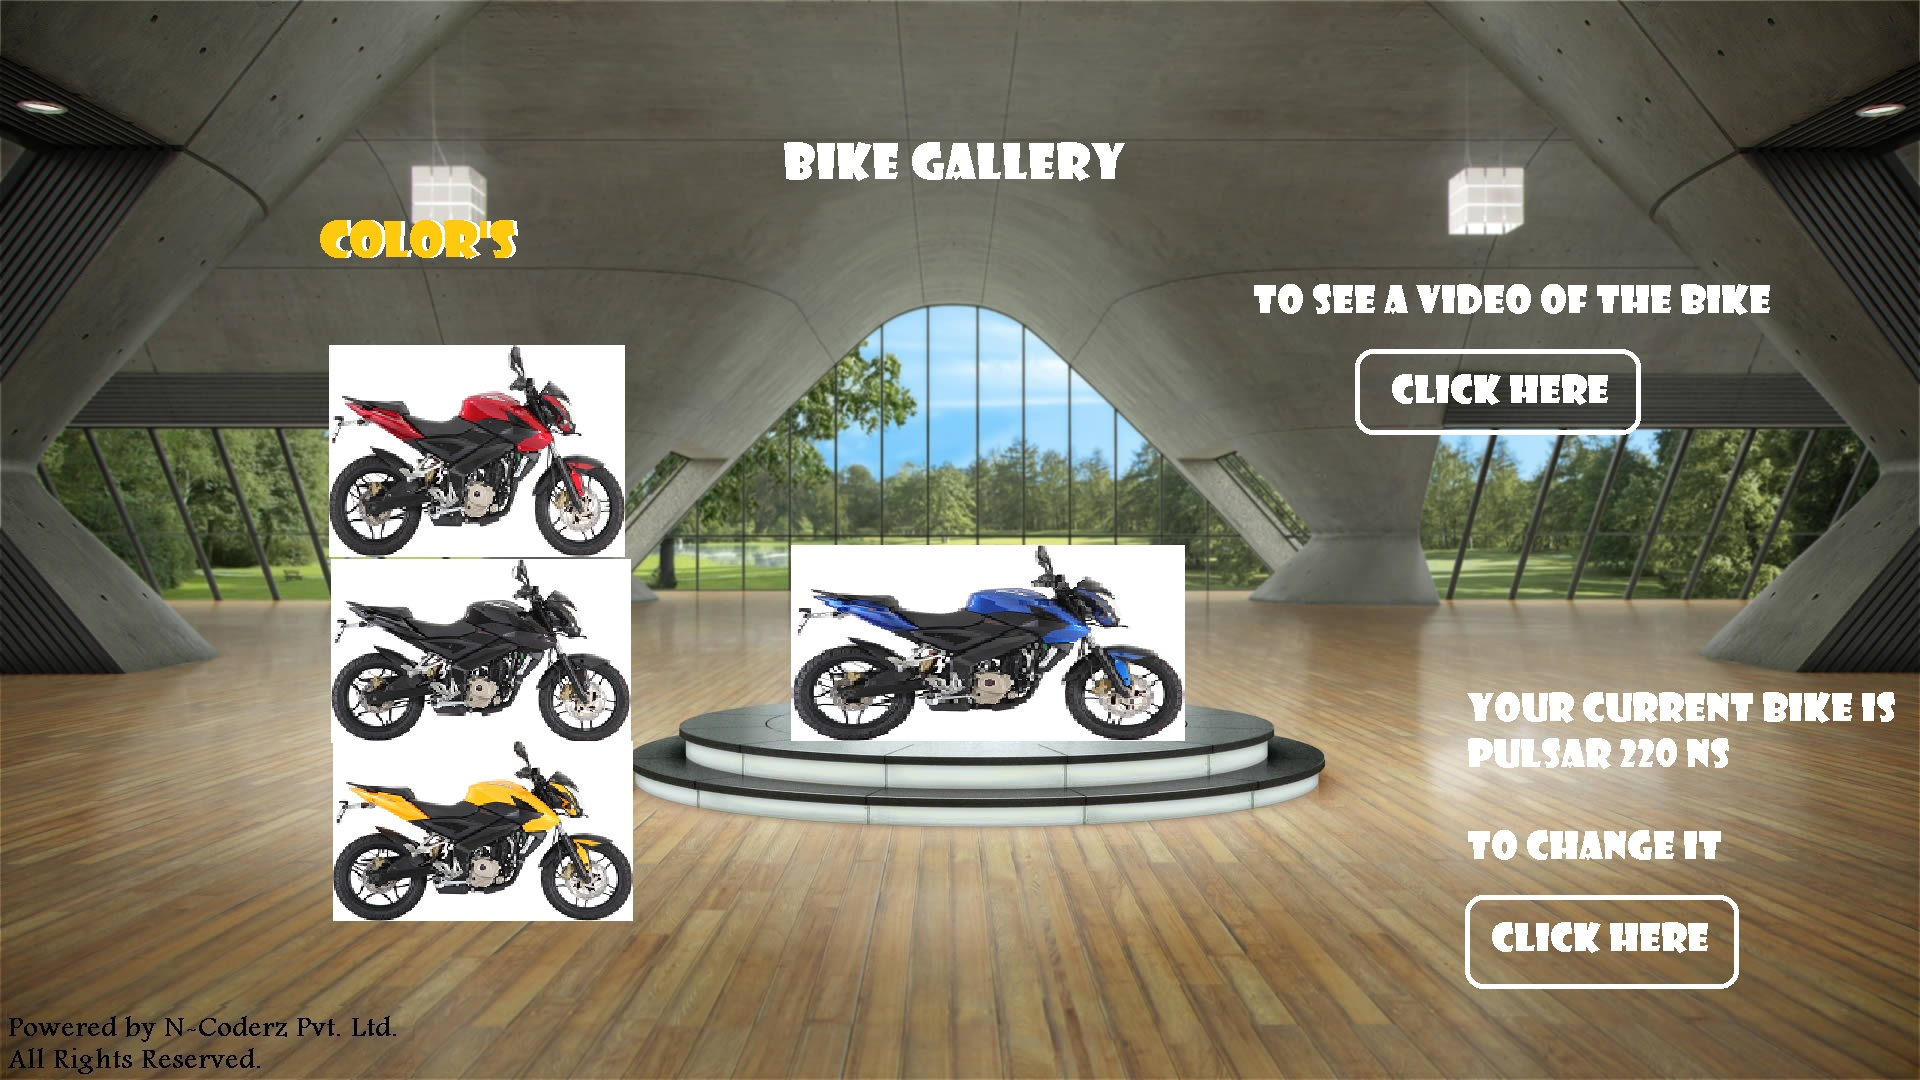 BIKE GALLERY
COLOR'S
TO SEE A VIDEO OF THE BIKE
CLICK HERE
YOUR CURRENT BIKE IS
PULSAR 220 NS
TO CHANGE IT
CLICK HERE
Powered by N-Coderz Pvt. Ltd.
All Rights Reserved.